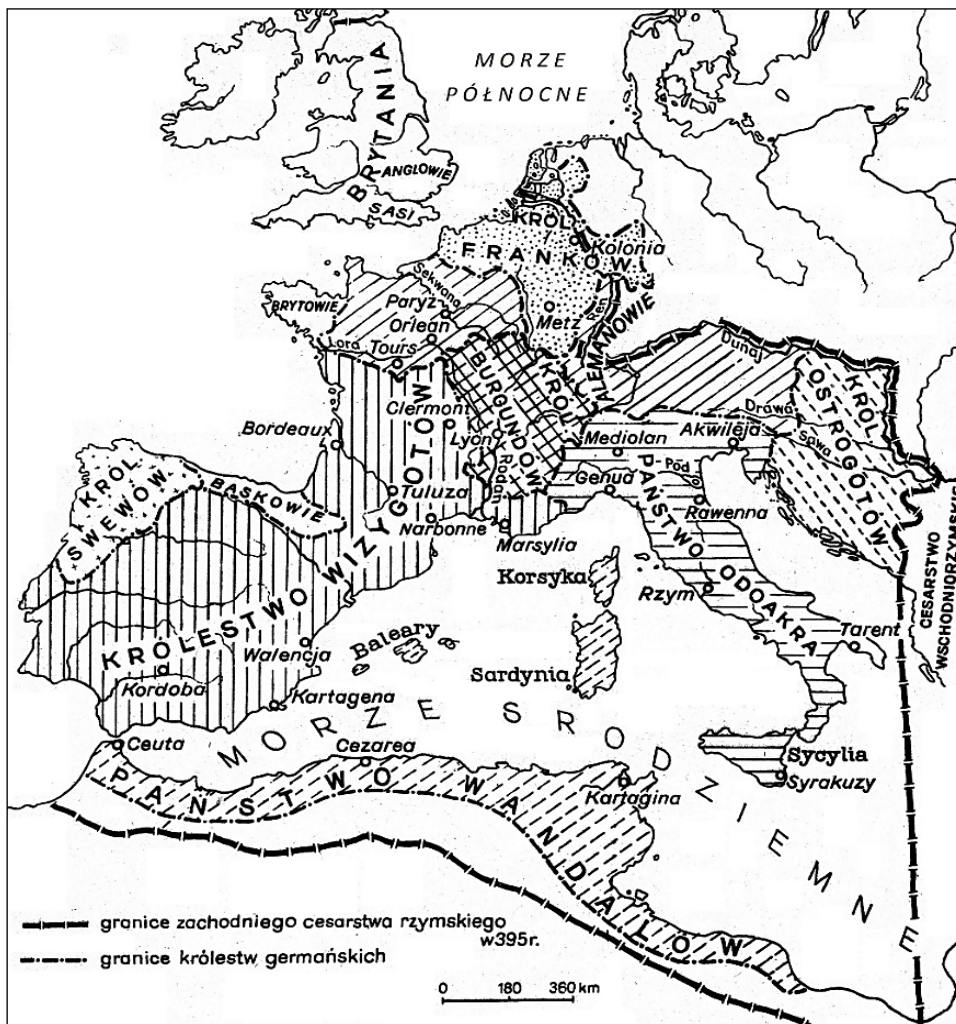 MORZE
PÓŁNOCNE
BRYTANIA
ANGLOWIE
SASI
KRÓL.
FRANKÓW
Kolonia
Metz
Ren
ALEMANOWIE
BRYTOWIE
Sekwana
Paryż
Orlean
Lora
Tours
KRÓL.
BURGUNDÓW
Clermont
Lyon
Rodan
Bordeaux
Tuluza
Narbonne
Marsylia
Dunaj
Drawa
Sawa
KRÓL.
OSTROGOTÓW
Mediolan
Akwileja
Pad
Genua
Rawenna
PAŃSTWO
ODOAKRA
Korsyka
Rzym
Sardynia
Tarent
Sycylia
Syrakuzy
CESARSTWO
WSCHODNIORZYMSKIE
KRÓL.
SWEWÓW
BASKOWIE
KRÓLESTWO WIZYGOTÓW
Walencja
Baleary
Kordoba
Kartagena
MORZE SRODZIEMNE
Ceuta
Cezarea
Kartagina
PANSTWO WANDALÓW
granice zachodniego cesarstwa rzymskiego
w395r.
granice królestw germańskich
0 180 360 km